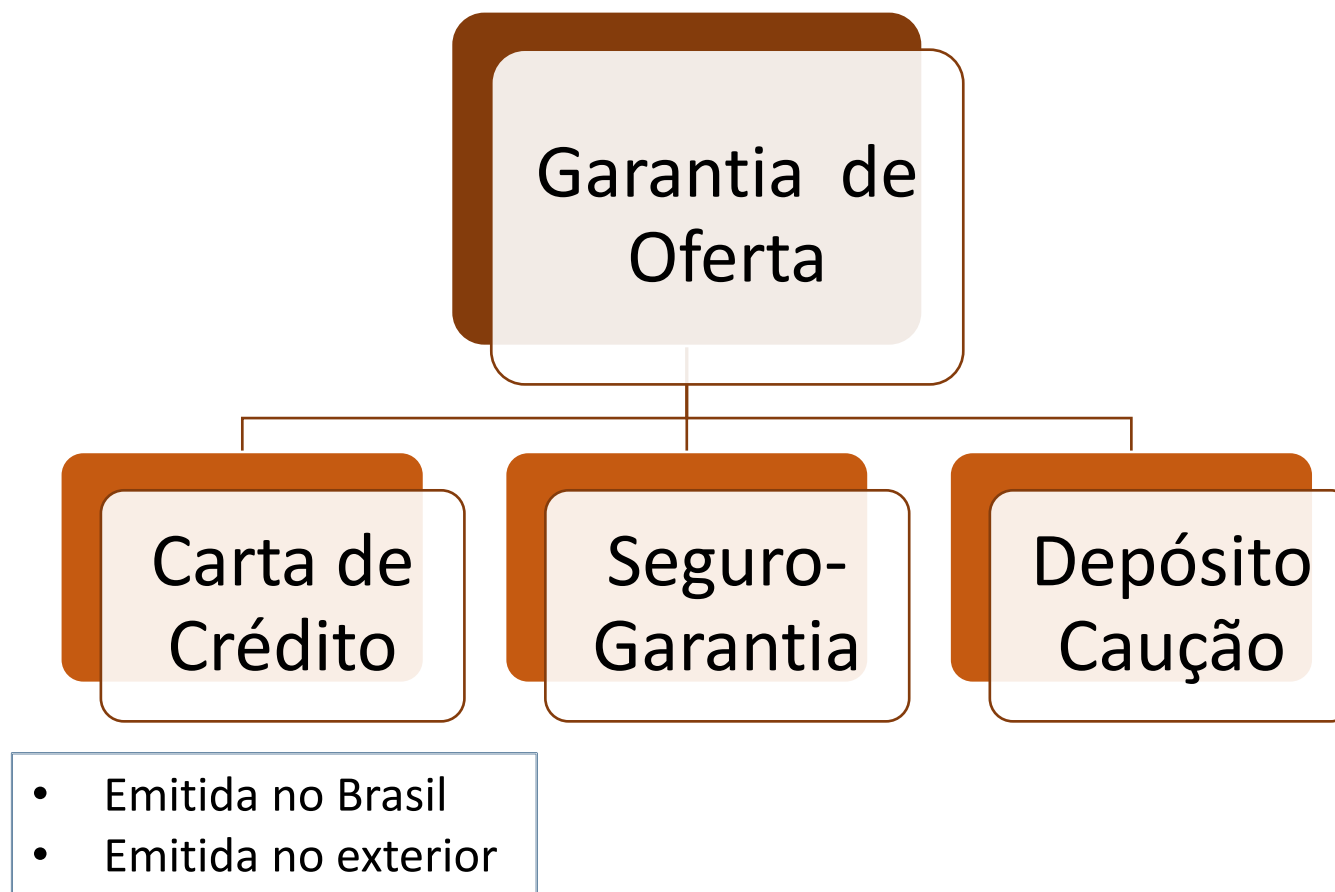 Garantia de
Oferta
Carta de
Crédito
Seguro-
Garantia
Depósito
Caução
• Emitida no Brasil
• Emitida no exterior